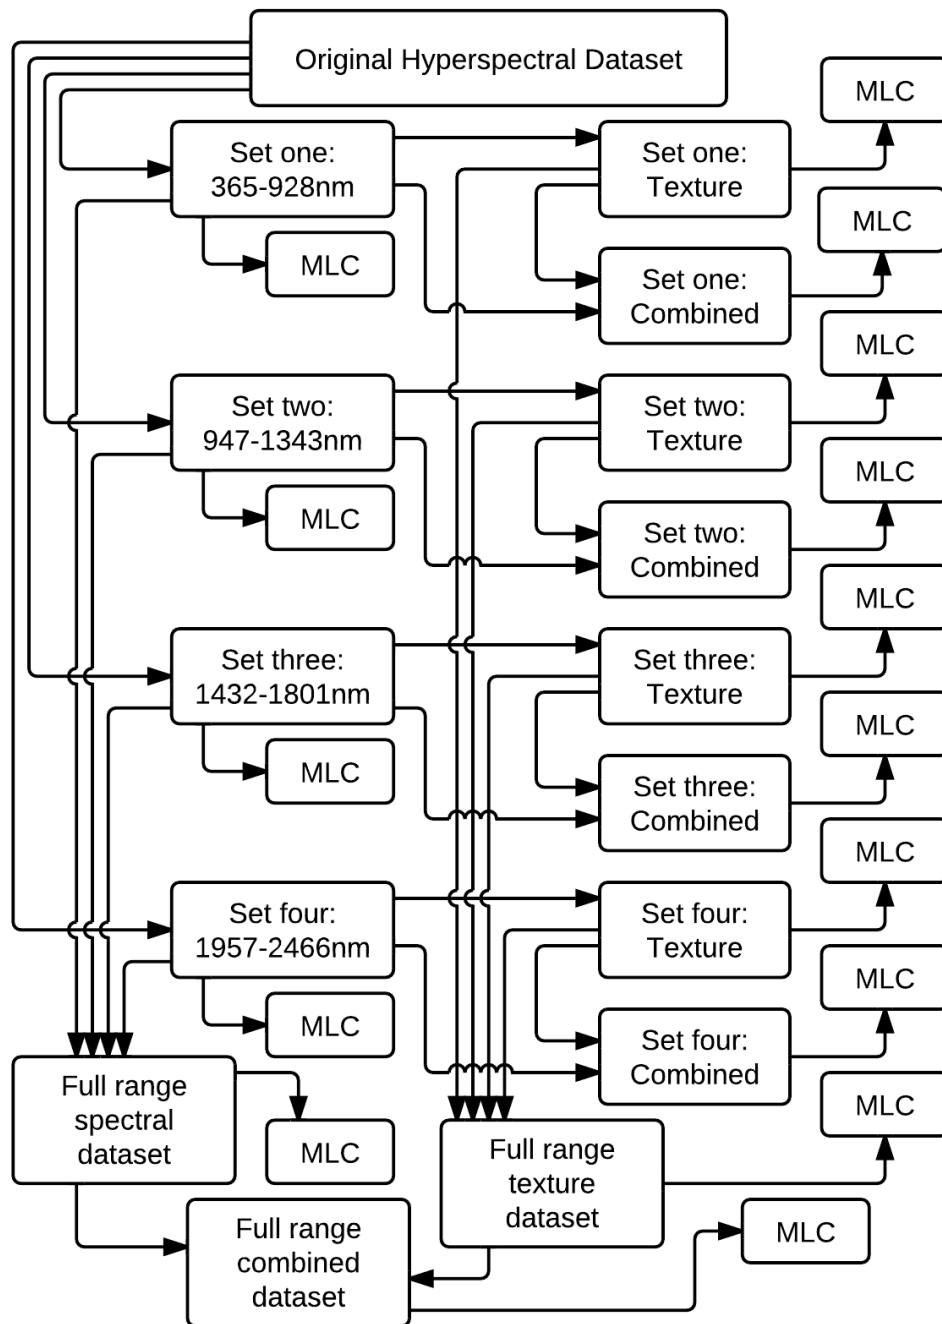 Original Hyperspectral Dataset
MLC
Set one:
365-928nm
Set one:
Texture
MLC
MLC
Set one:
Combined
MLC
Set two:
947-1343nm
Set two:
Texture
MLC
MLC
Set two:
Combined
MLC
Set three:
1432-1801nm
Set three:
Texture
MLC
MLC
Set three:
Combined
MLC
Set four:
1957-2466nm
Set four:
Texture
MLC
MLC
Set four:
Combined
MLC
Full range
spectral
dataset
MLC
Full range
texture
dataset
Full range
combined
dataset
MLC